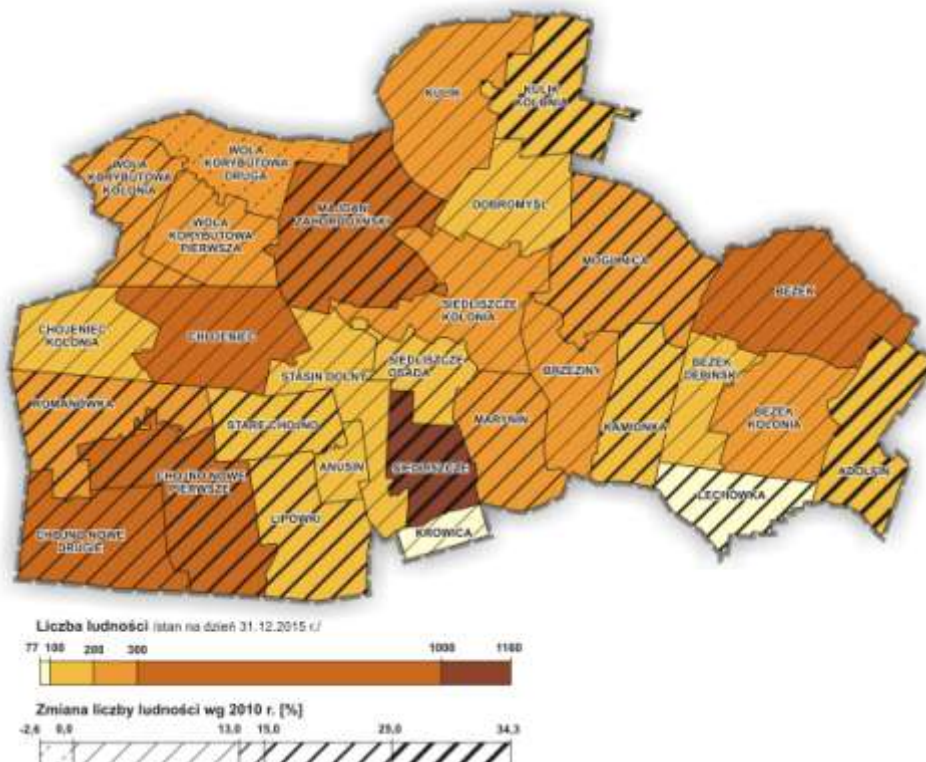 KULIK
KULIK
KOLONIA
WOLA
KORYBUTOWA
DRUGA
WOLA
KORYBUTOWA
KOLONIA
WOLA
KORYBUTOWA
PIERWSZA
MAJDAN
ZAHORODYŃSKI
DOBROMYŚL
MOGILNICA
BEZEK
SIEDLISZCZE
KOLONIA
CHOJENIEC
KOLONIA
CHOJENIEC
STASIN DOLNY
SIEDLISZCZE
OSADA
BRZEZINY
BEZEK
DĘBIŃSKI
ROMANÓWKA
STARE CHOJNO
MARYNIN
KAMIONKA
BEZEK
KOLONIA
ANUSIN
SIEDLISZCZE
ADOLFIN
CHOJNO NOWE
PIERWSZE
LECHÓWKA
LIPÓWKI
CHOJNO NOWE
DRUGIE
KROWICA
Liczba ludności /stan na dzień 31.12.2015 r./
77 100 200 300 1000 1160
Zmiana liczby ludności wg 2010 r. [%]
-2,6 0,0 13,0 15,0 25,0 34,3